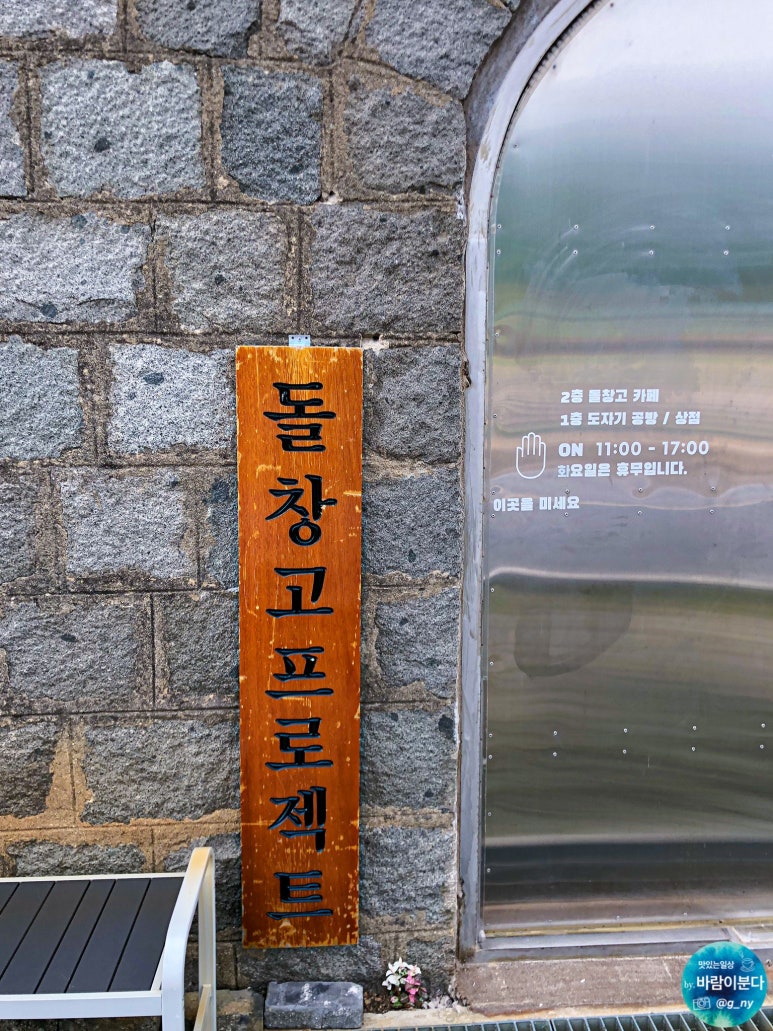 돌창고프로젝트
2층 돌창고 카페
1층 도자기 공방 / 상점
ON 11:00 - 17:00
화요일은 휴무입니다.
이곳을 미세요
맛있는일상
by. 바람이분다
@g_ny